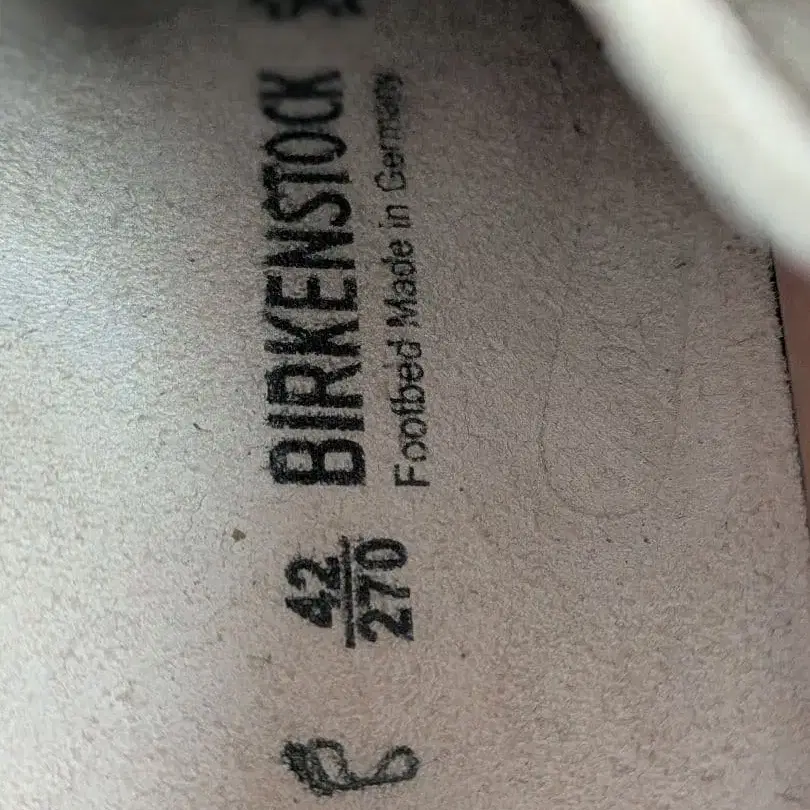 BIRKENSTOCK
Footbed Made in Germany
42
270